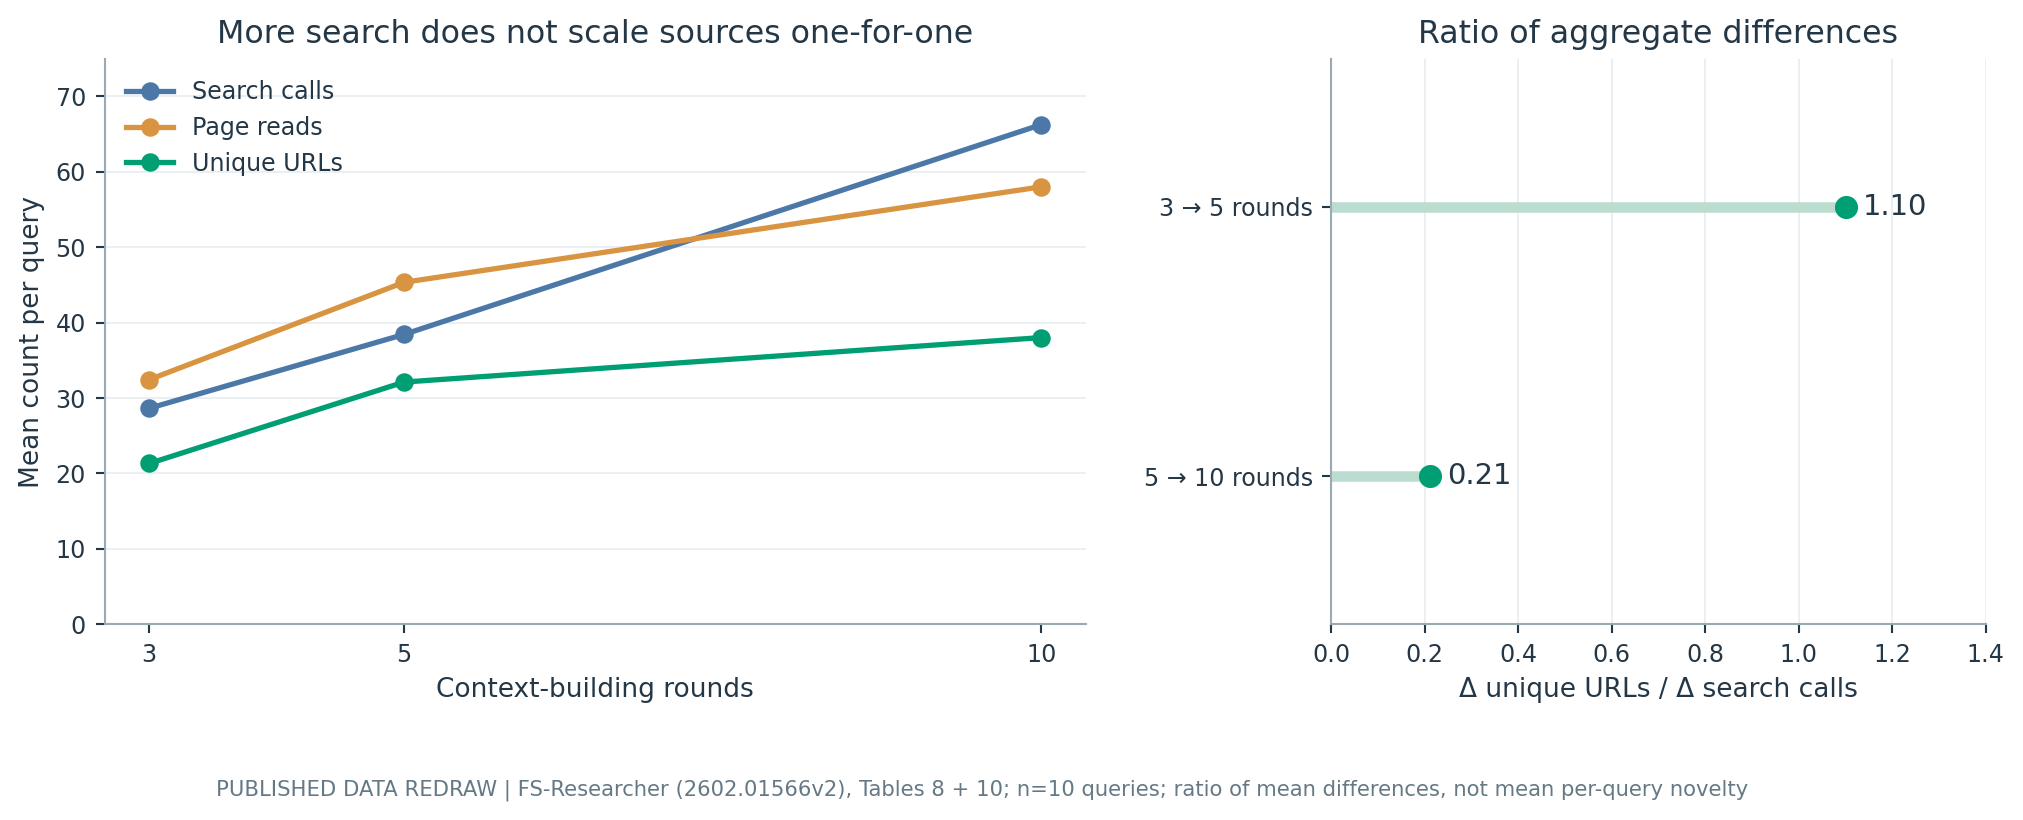 More search does not scale sources one-for-one
Search calls
Page reads
Unique URLs
Mean count per query
70
60
50
40
30
20
10
0
3
5
10
Context-building rounds
Ratio of aggregate differences
3 → 5 rounds
1.10
5 → 10 rounds
0.21
0.0
0.2
0.4
0.6
0.8
1.0
1.2
1.4
Δ unique URLs / Δ search calls
PUBLISHED DATA REDRAW | FS-Researcher (2602.01566v2), Tables 8 + 10; n=10 queries; ratio of mean differences, not mean per-query novelty